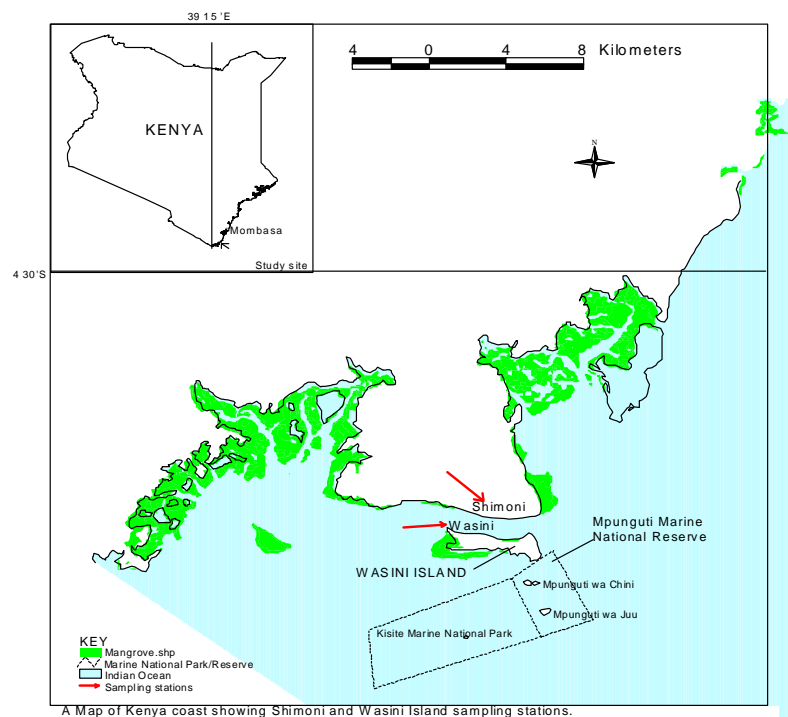 39 15 'E
4 0 4 8 Kilometers
KENYA
N
Mombasa
Study site
4 30'S
Shimoni
Wasini
Mpunguti Marine
National Reserve
WASINI ISLAND
Mpunguti wa Chini
Mpunguti wa Juu
Kisite Marine National Park
KEY
Mangrove.shp
Marine National Park/Reserve
Indian Ocean
Sampling stations
A Map of Kenya coast showing Shimoni and Wasini Island sampling stations.